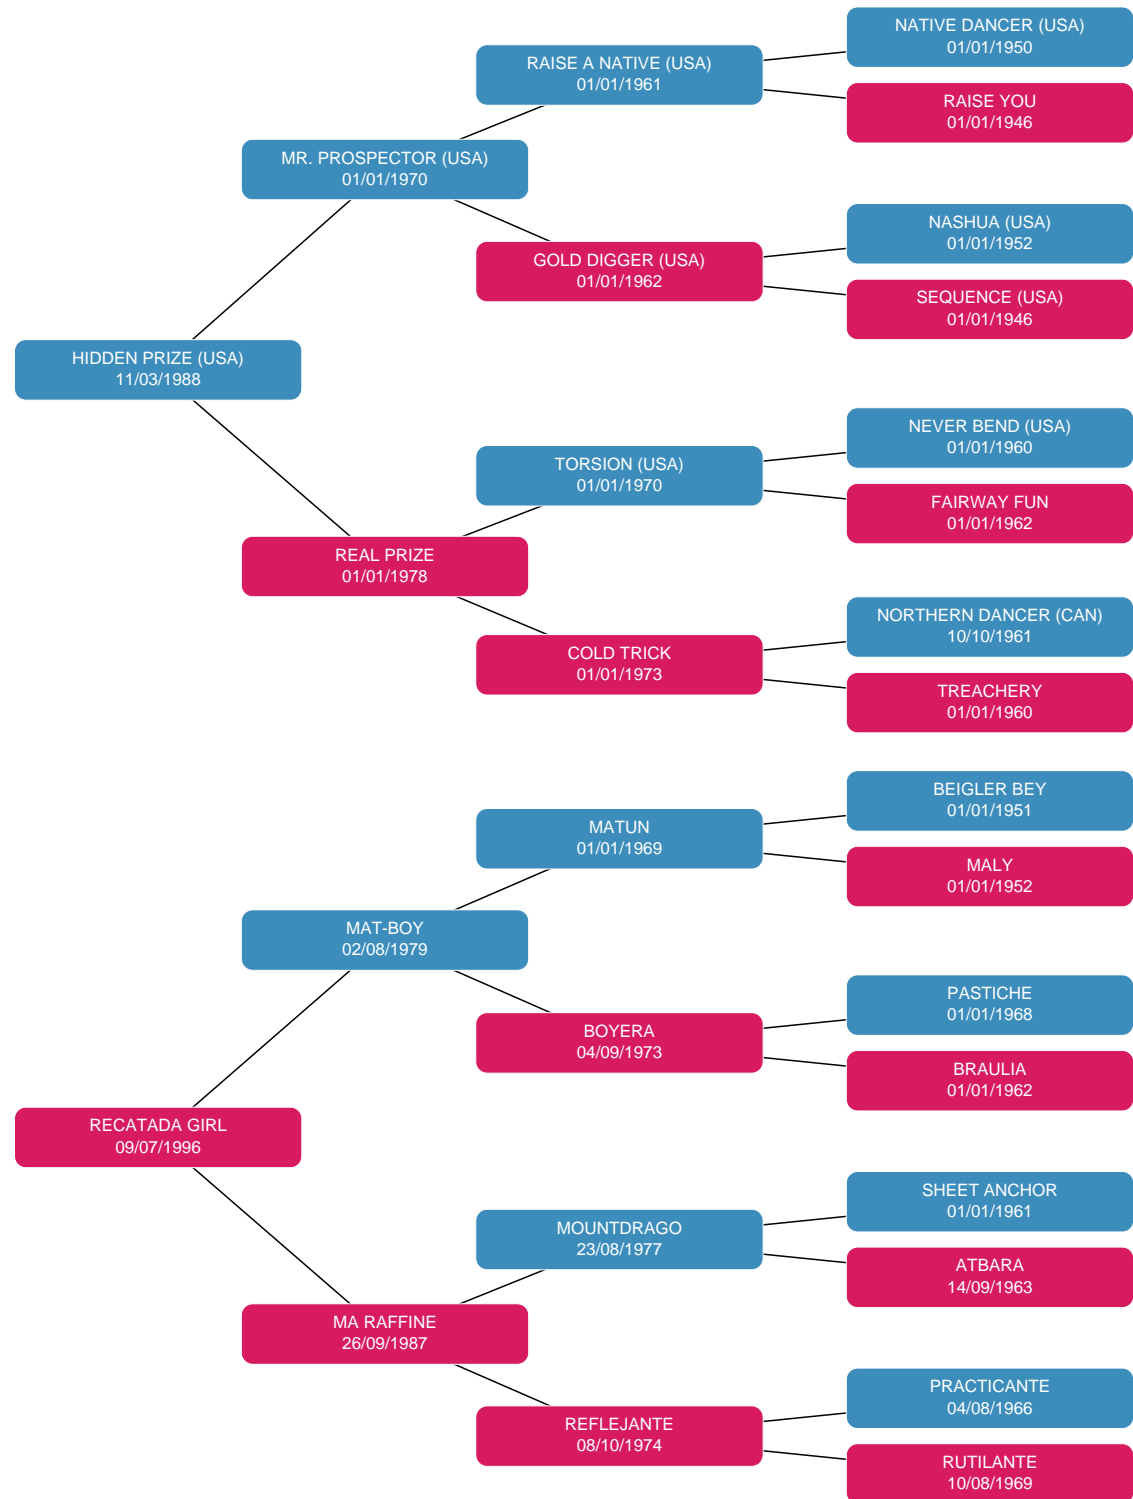 NATIVE DANCER (USA)
01/01/1950
RAISE A NATIVE (USA)
01/01/1961
RAISE YOU
01/01/1946
MR. PROSPECTOR (USA)
01/01/1970
NASHUA (USA)
01/01/1952
GOLD DIGGER (USA)
01/01/1962
SEQUENCE (USA)
01/01/1946
HIDDEN PRIZE (USA)
11/03/1988
NEVER BEND (USA)
01/01/1960
TORSION (USA)
01/01/1970
FAIRWAY FUN
01/01/1962
REAL PRIZE
01/01/1978
NORTHERN DANCER (CAN)
10/10/1961
COLD TRICK
01/01/1973
TREACHERY
01/01/1960
BEIGLER BEY
01/01/1951
MATUN
01/01/1969
MALY
01/01/1952
MAT-BOY
02/08/1979
PASTICHE
01/01/1968
BOYERA
04/09/1973
BRAULIA
01/01/1962
RECATADA GIRL
09/07/1996
SHEET ANCHOR
01/01/1961
MOUNTDRAGO
23/08/1977
ATBARA
14/09/1963
MA RAFFINE
26/09/1987
PRACTICANTE
04/08/1966
REFLEJANTE
08/10/1974
RUTILANTE
10/08/1969